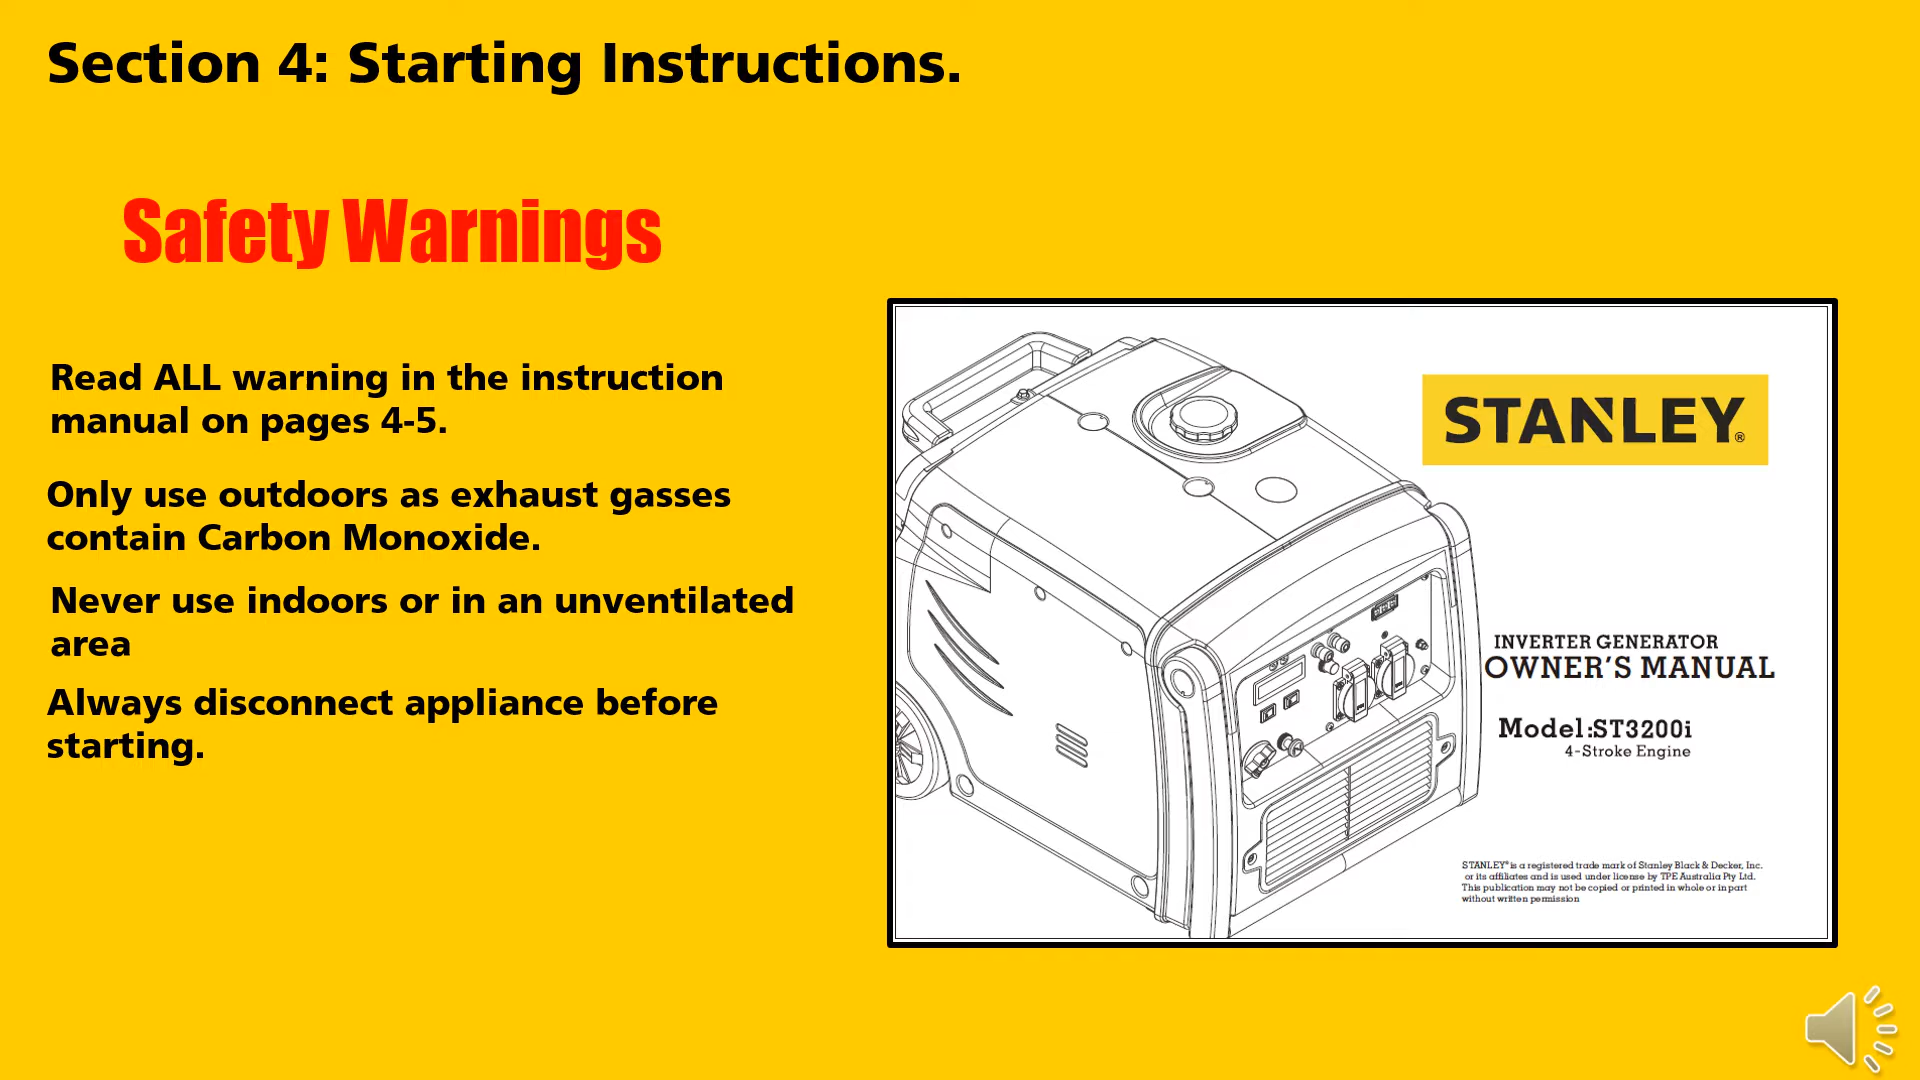 Section 4: Starting Instructions.
Safety Warnings
Read ALL warning in the instruction
manual on pages 4-5.
Only use outdoors as exhaust gasses
contain Carbon Monoxide.
Never use indoors or in an unventilated
area
Always disconnect appliance before
starting.
STANLEY®
INVERTER GENERATOR
OWNER'S MANUAL
Model:ST3200i
4-Stroke Engine
STANLEY® is a registered trade mark of Stanley Black & Decker, Inc.
or its affiliates and is used under license by TPE Australia Pty Ltd.
This publication may not be copied or printed in whole or in part
without written permission